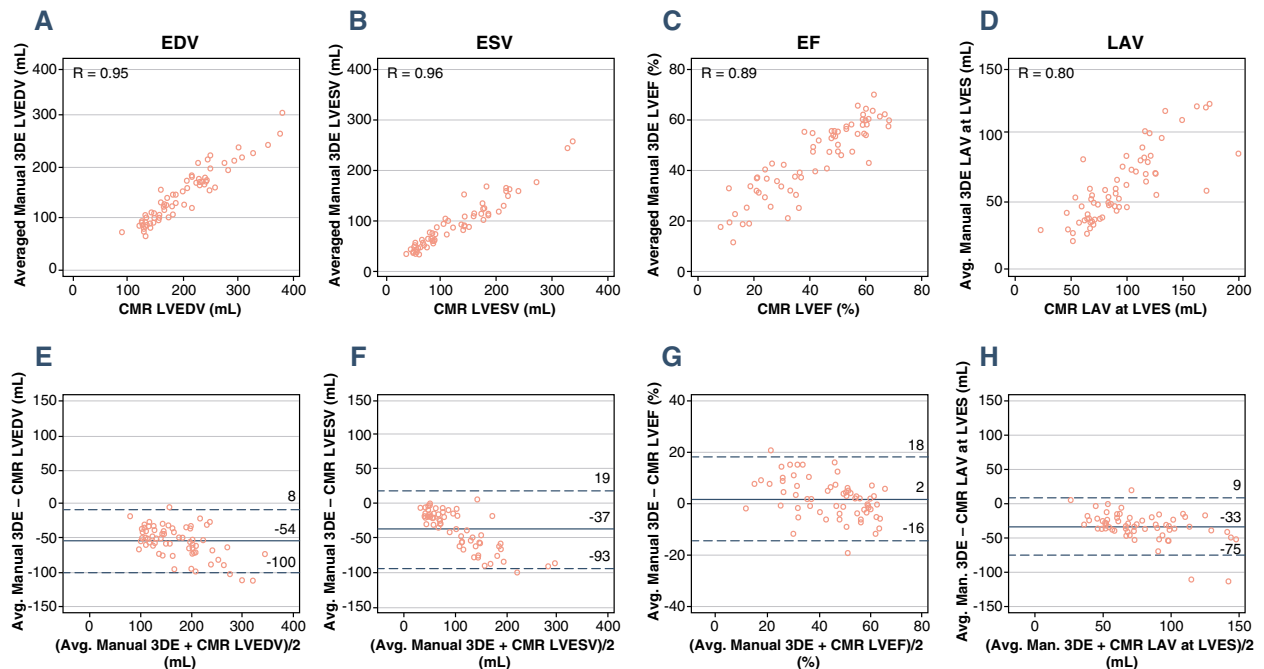 A
EDV
Averaged Manual 3DE LVEDV (mL)
R = 0.95
400
300
200
100
0
0 100 200 300 400
CMR LVEDV (mL)
B
ESV
Averaged Manual 3DE LVESV (mL)
R = 0.96
400
300
200
100
0
0 100 200 300 400
CMR LVESV (mL)
C
EF
Averaged Manual 3DE LVEF (%)
R = 0.89
80
60
40
20
0
0 20 40 60 80
CMR LVEF (%)
D
LAV
Avg. Manual 3DE LAV at LVES (mL)
R = 0.80
150
100
50
0
0 50 100 150 200
CMR LAV at LVES (mL)
E
Avg. Manual 3DE – CMR LVEDV (mL)
150
100
50
0
-50
-100
-150
8
-54
-100
0 100 200 300 400
(Avg. Manual 3DE + CMR LVEDV)/2
(mL)
F
Avg. Manual 3DE – CMR LVESV (mL)
150
100
50
0
-50
-100
-150
19
-37
-93
0 100 200 300 400
(Avg. Manual 3DE + CMR LVESV)/2
(mL)
G
Avg. Manual 3DE – CMR LVEF (%)
40
20
0
-20
-40
18
2
-16
0 20 40 60 80
(Avg. Manual 3DE + CMR LVEF)/2
(%)
H
Avg. Man. 3DE – CMR LAV at LVES (mL)
150
100
50
0
-50
-100
-150
9
-33
-75
0 50 100 150
(Avg. Man. 3DE + CMR LAV at LVES)/2
(mL)